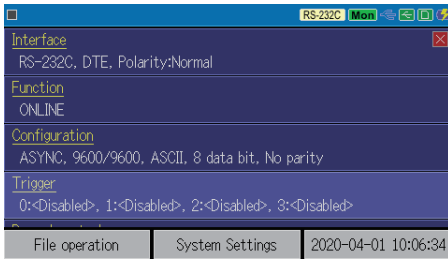 RS-232C Mon
Interface
RS-232C, DTE, Polarity:Normal
Function
ONLINE
Configuration
ASYNC, 9600/9600, ASCII, 8 data bit, No parity
Trigger
0:<Disabled>, 1:<Disabled>, 2:<Disabled>, 3:<Disabled>
File operation System Settings 2020-04-01 10:06:34